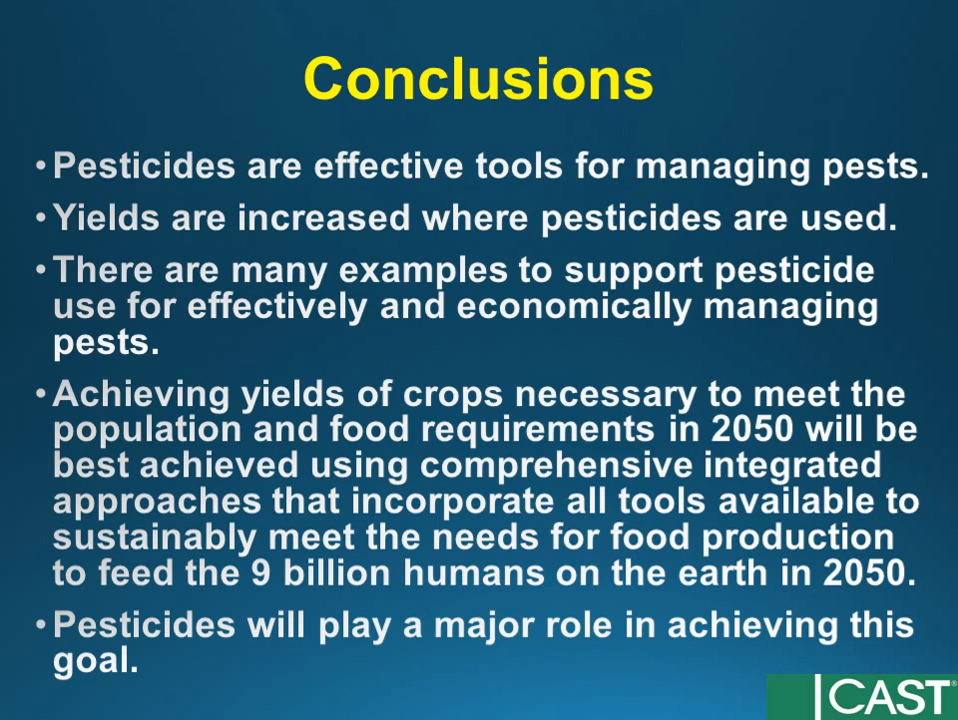 Conclusions
• Pesticides are effective tools for managing pests.
• Yields are increased where pesticides are used.
• There are many examples to support pesticide
use for effectively and economically managing
pests.
• Achieving yields of crops necessary to meet the
population and food requirements in 2050 will be
best achieved using comprehensive integrated
approaches that incorporate all tools available to
sustainably meet the needs for food production
to feed the 9 billion humans on the earth in 2050.
• Pesticides will play a major role in achieving this
goal.
CAST®